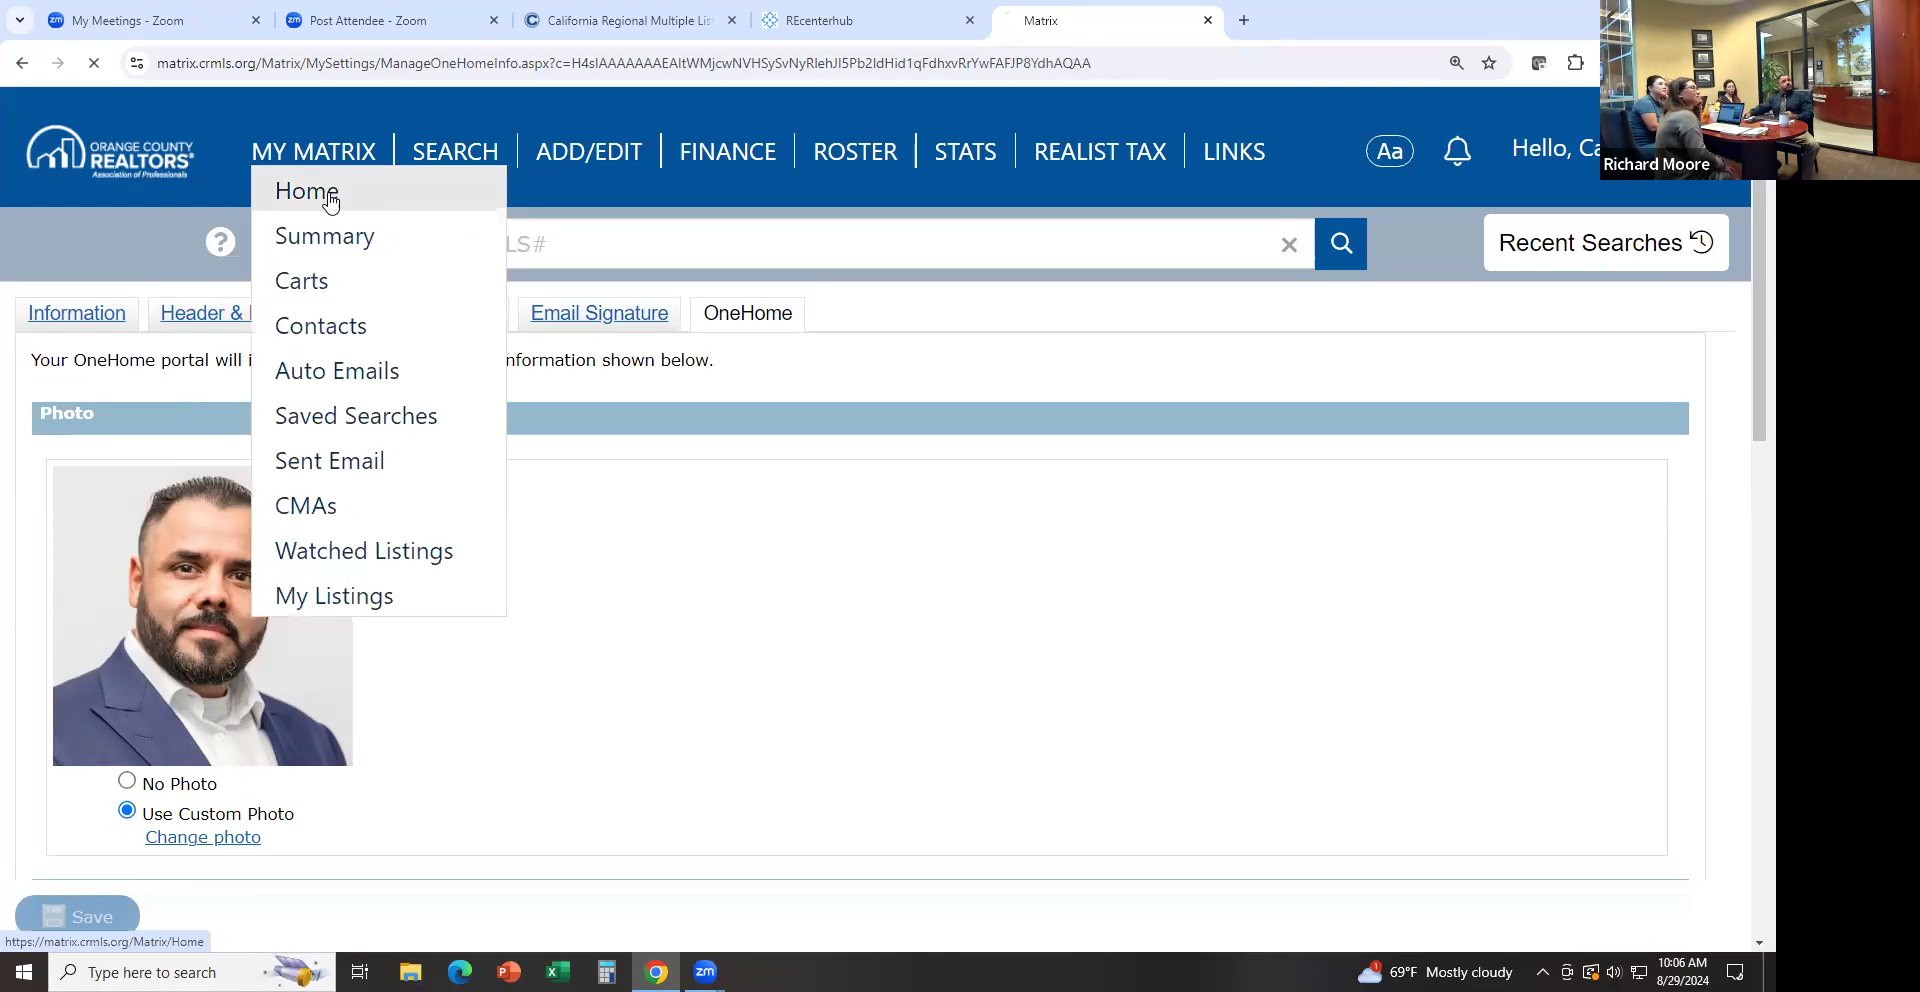 My Meetings - Zoom
Post Attendee - Zoom
California Regional Multiple Lis
REcenterhub
Matrix
matrix.crmls.org/Matrix/MySettings/ManageOneHomeInfo.aspx?c=H4sIAAAAAAAEAItWMjcwNVHSySvNyRIehJI5Pb2IdHid1qFdhxvRrYwFAFJP8YdhAQAA
ORANGE COUNTY
REALTORS®
Association of Professionals
MY MATRIX
SEARCH
ADD/EDIT
FINANCE
ROSTER
STATS
REALIST TAX
LINKS
Aa
Hello, Ca
Richard Moore
Home
Summary
Carts
Contacts
Auto Emails
Saved Searches
Sent Email
CMAs
Watched Listings
My Listings
?
LS#
Recent Searches
Information
Header &
Email Signature
OneHome
Your OneHome portal will i
nformation shown below.
Photo
No Photo
Use Custom Photo
Change photo
Save
https://matrix.crmls.org/Matrix/Home
Type here to search
zm
1
69°F Mostly cloudy
10:06 AM
8/29/2024